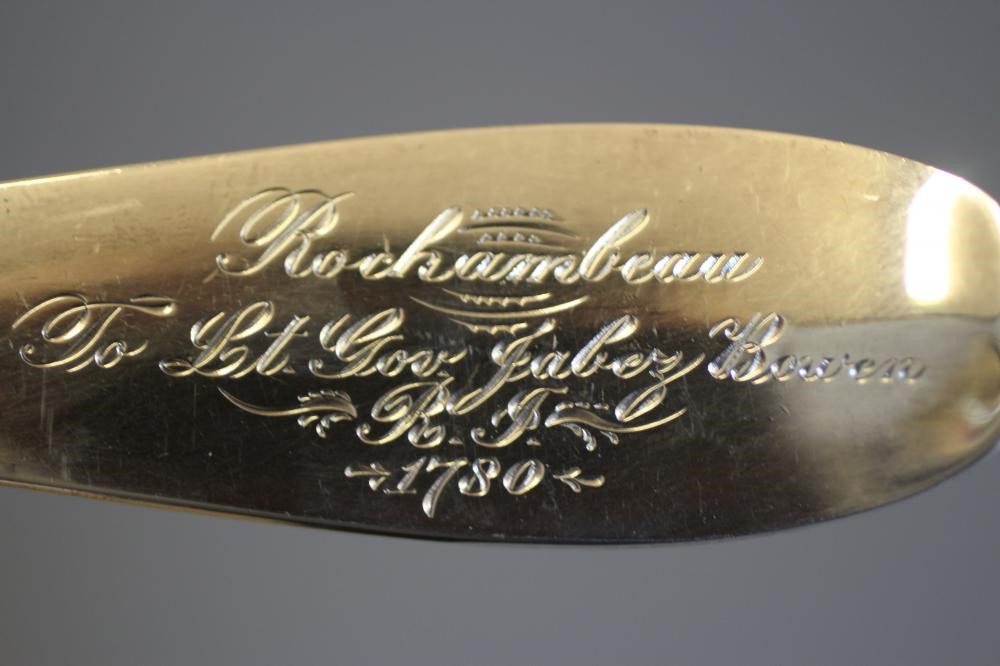 Rochambeau
To Lt. Gov. Jabez Bowen
R. I.
1780